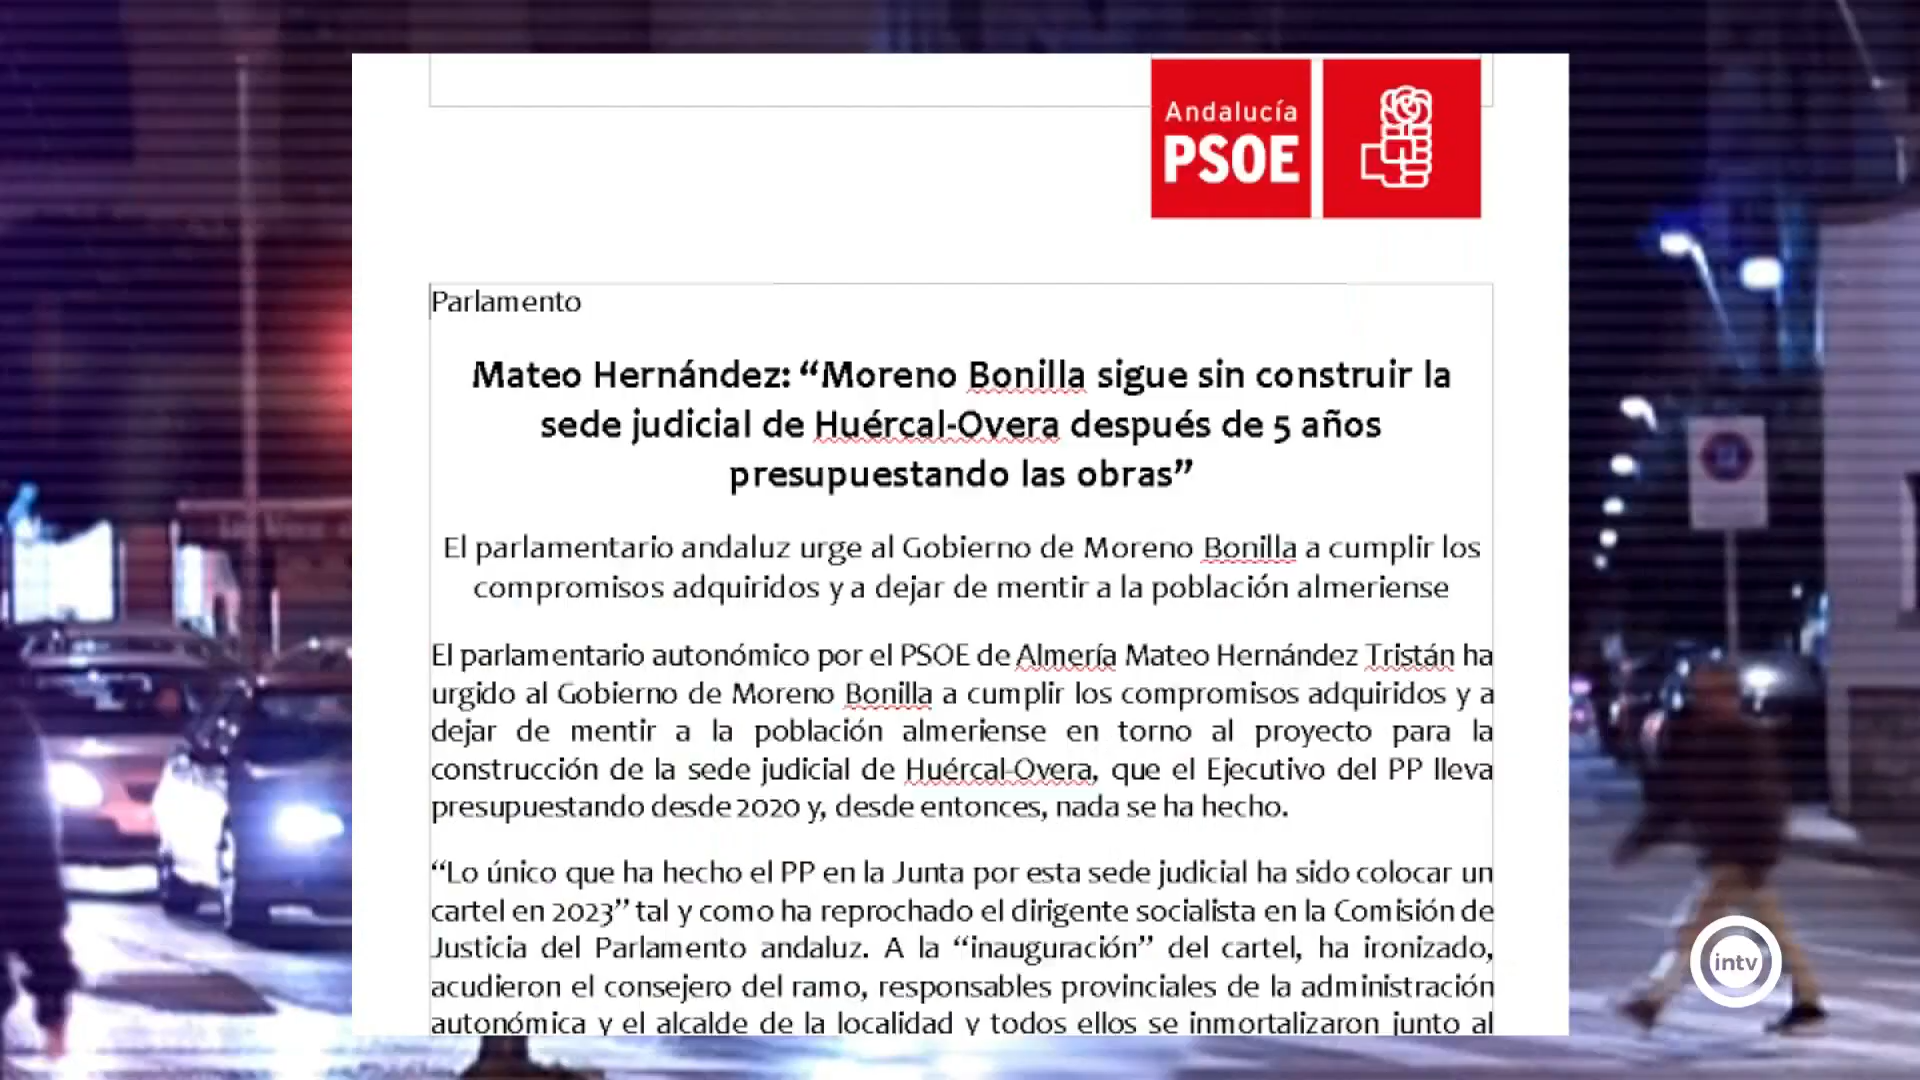 Andalucía
PSOE
Parlamento
Mateo Hernández: “Moreno Bonilla sigue sin construir la
sede judicial de Huércal-Overa después de 5 años
presupuestando las obras”
El parlamentario andaluz urge al Gobierno de Moreno Bonilla a cumplir los
compromisos adquiridos y a dejar de mentir a la población almeriense
El parlamentario autonómico por el PSOE de Almería Mateo Hernández Tristán ha
urgido al Gobierno de Moreno Bonilla a cumplir los compromisos adquiridos y a
dejar de mentir a la población almeriense en torno al proyecto para la
construcción de la sede judicial de Huércal-Overa, que el Ejecutivo del PP lleva
presupuestando desde 2020 y, desde entonces, nada se ha hecho.
“Lo único que ha hecho el PP en la Junta por esta sede judicial ha sido colocar un
cartel en 2023” tal y como ha reprochado el dirigente socialista en la Comisión de
Justicia del Parlamento andaluz. A la “inauguración” del cartel, ha ironizado,
acudieron el consejero del ramo, responsables provinciales de la administración
autonómica y el alcalde de la localidad y todos ellos se inmortalizaron junto al
intv